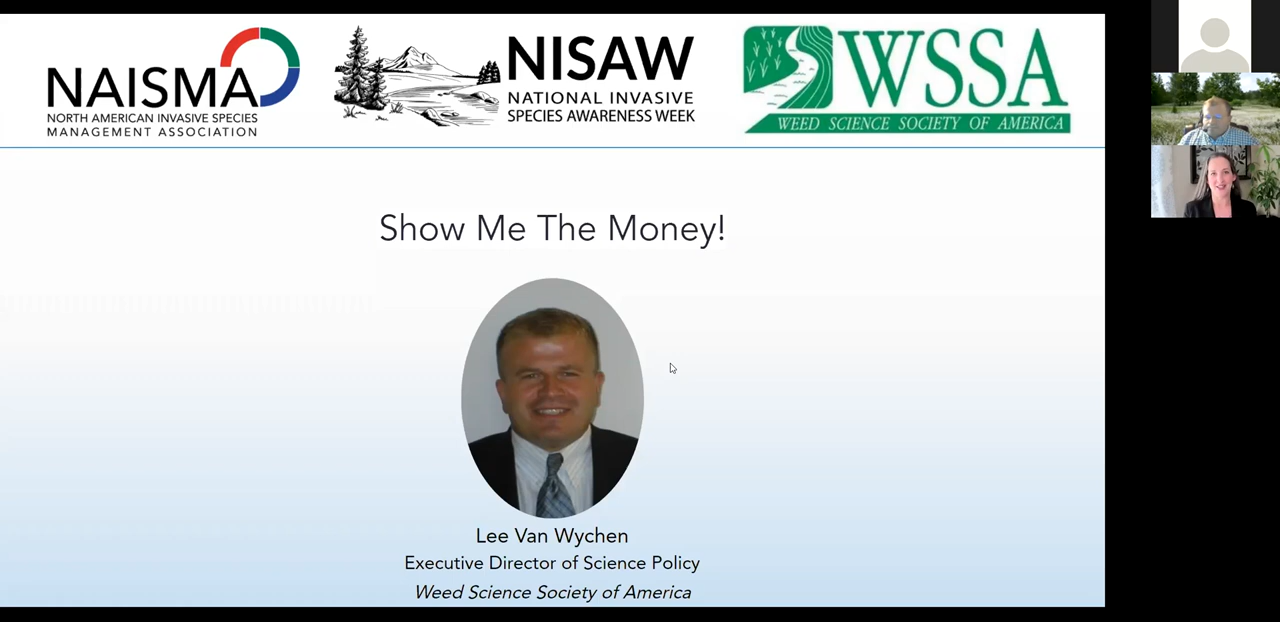 NAISMA
NORTH AMERICAN INVASIVE SPECIES
MANAGEMENT ASSOCIATION
NISAW
NATIONAL INVASIVE
SPECIES AWARENESS WEEK
WSSA
WEED SCIENCE SOCIETY OF AMERICA
Show Me The Money!
Lee Van Wychen
Executive Director of Science Policy
Weed Science Society of America